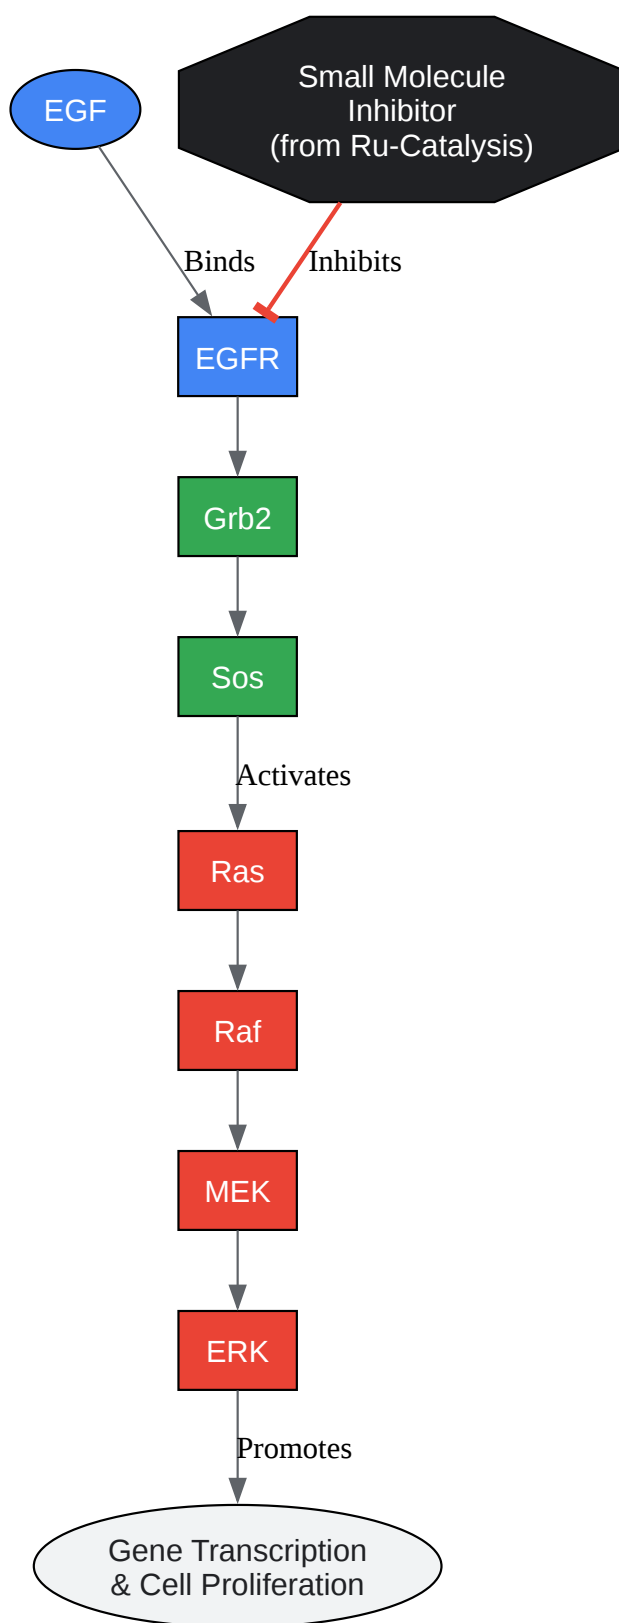 EGF
Small Molecule
Inhibitor
(from Ru-Catalysis)
Binds
Inhibits
EGFR
Grb2
Sos
Activates
Ras
Raf
MEK
ERK
Promotes
Gene Transcription
& Cell Proliferation